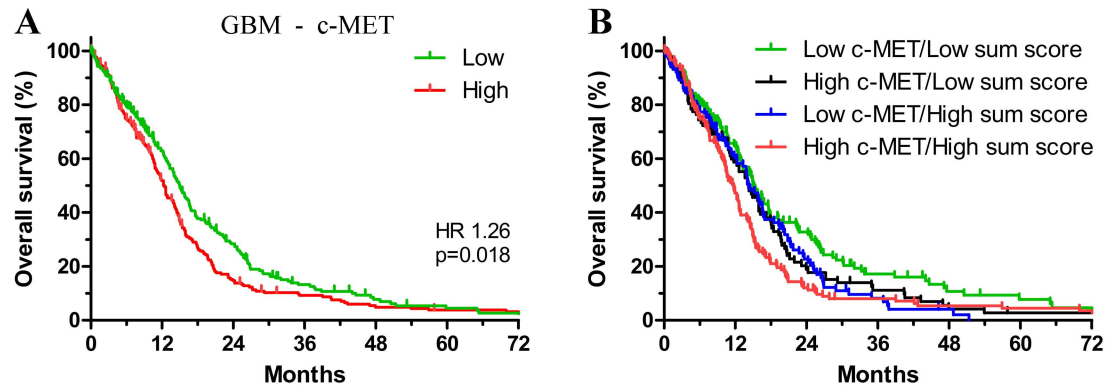 A
GBM - c-MET
Overall survival (%)
100
80
60
40
20
0
Low
High
HR 1.26
p=0.018
0 12 24 36 48 60 72
Months
B
Overall survival (%)
100
80
60
40
20
0
Low c-MET/Low sum score
High c-MET/Low sum score
Low c-MET/High sum score
High c-MET/High sum score
0 12 24 36 48 60 72
Months